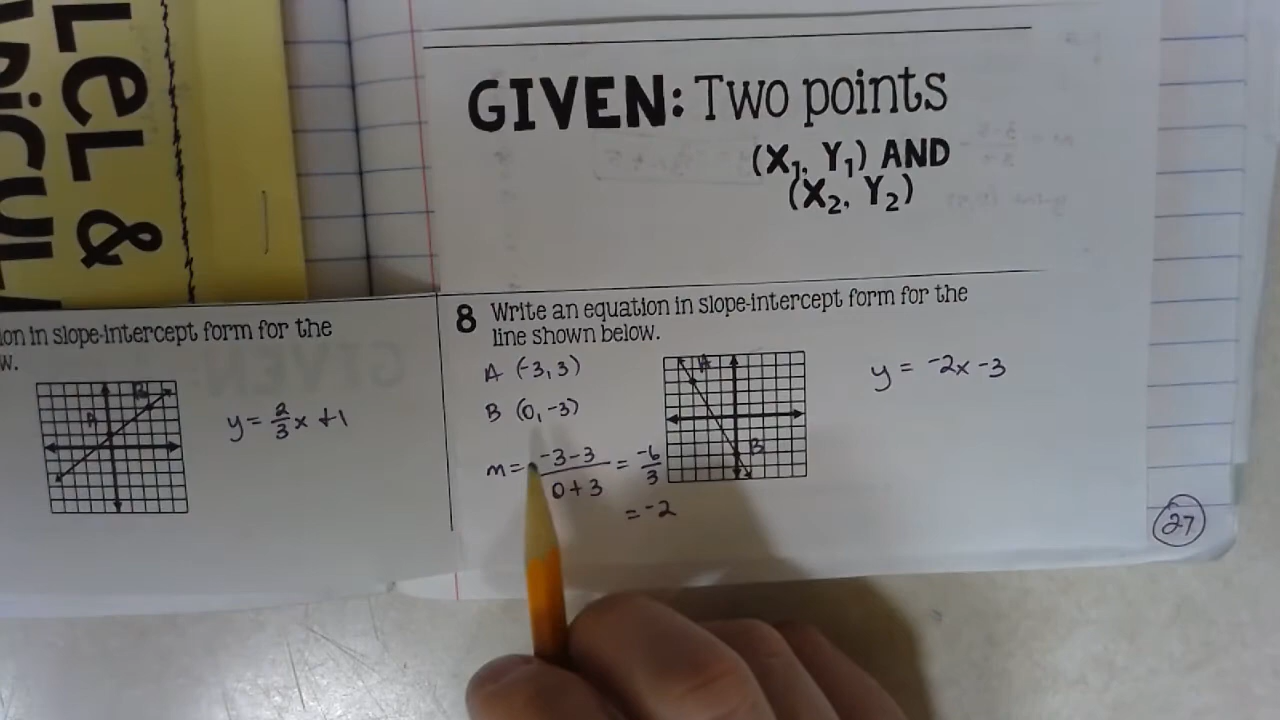 LEL &
GIVEN: Two points
(X₁, Y₁) AND
(X₂, Y₂)
ion in slope-intercept form for the
w.
A
B
y = 2/3 x + 1
8 Write an equation in slope-intercept form for the
line shown below.
A (-3, 3)
B (0, -3)
m = -3-3 / 0+3 = -6/3
= -2
A
B
y = -2x - 3
27